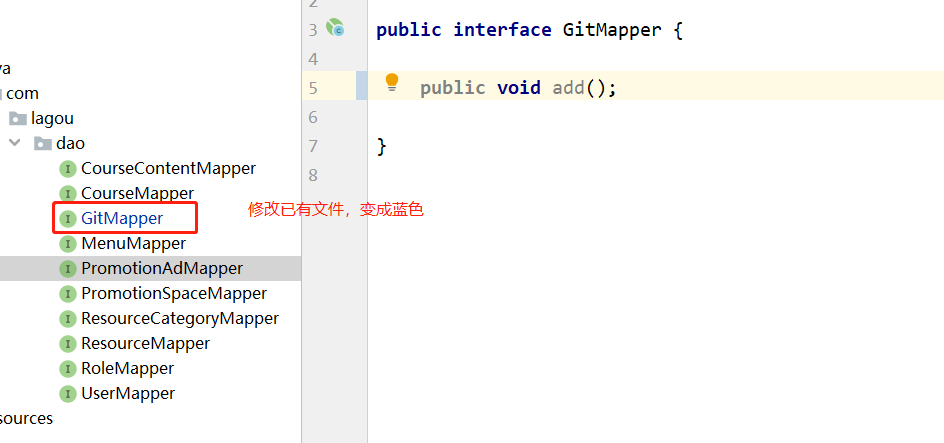 2
3 public interface GitMapper {
4
5 public void add();
6
7 }
8
va
com
lagou
dao
I CourseContentMapper
I CourseMapper
I GitMapper
I MenuMapper
I PromotionAdMapper
I PromotionSpaceMapper
I ResourceCategoryMapper
I ResourceMapper
I RoleMapper
I UserMapper
sources
修改已有文件，变成蓝色